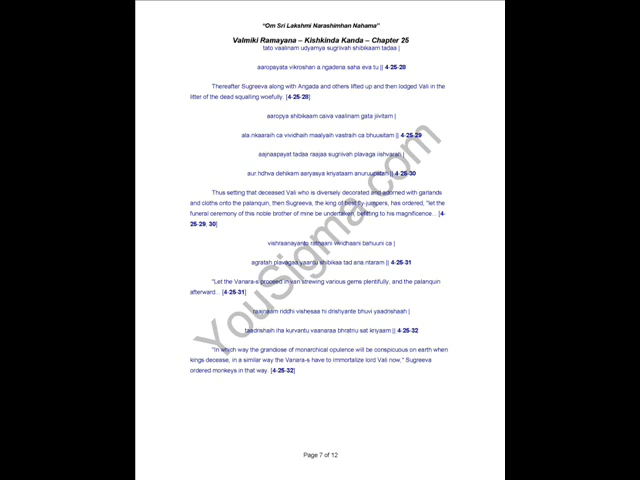 “Om Sri Lakshmi Narashimhan Nahama”
Valmiki Ramayana – Kishkinda Kanda – Chapter 25
tato vaalinam udyamya sugriivah shibikaam tadaa |
aaropayata vikroshan a.ngadena saha eva tu || 4-25-28
Thereafter Sugreeva along with Angada and others lifted up and then lodged Vali in the
litter of the dead squalling woefully. [4-25-28]
aaropya shibikaam caiva vaalinam gata jiivitam |
ala.nkaaraih ca vividhaih maalyaih vastraih ca bhuusitam || 4-25-29
aajnaapayat tadaa raajaa sugriivah plavaga iishvarah |
aur.hdhva dehikam aaryasya kriyataam anuruupatah || 4-25-30
Thus setting that deceased Vali who is diversely decorated and adorned with garlands
and cloths onto the palanquin, then Sugreeva, the king of best fly-jumpers, has ordered, "let the
funeral ceremony of this noble brother of mine be undertaken, befitting to his magnificence... [4-
25-29, 30]
vishraanayanto ratnaani vividhaani bahuuni ca |
agratah plavagaa yaantu shibikaa tad ana.ntaram || 4-25-31
"Let the Vanara-s proceed in van strewing various gems plentifully, and the palanquin
afterward... [4-25-31]
raajnaam riddhi vishesaa hi drishyante bhuvi yaadrishaah |
taadrishaih iha kurvantu vaanaraa bhratriu sat kriyaam || 4-25-32
"In which way the grandiose of monarchical opulence will be conspicuous on earth when
kings decease, in a similar way the Vanara-s have to immortalize lord Vali now," Sugreeva
ordered monkeys in that way. [4-25-32]
YouSigma.com
Page 7 of 12